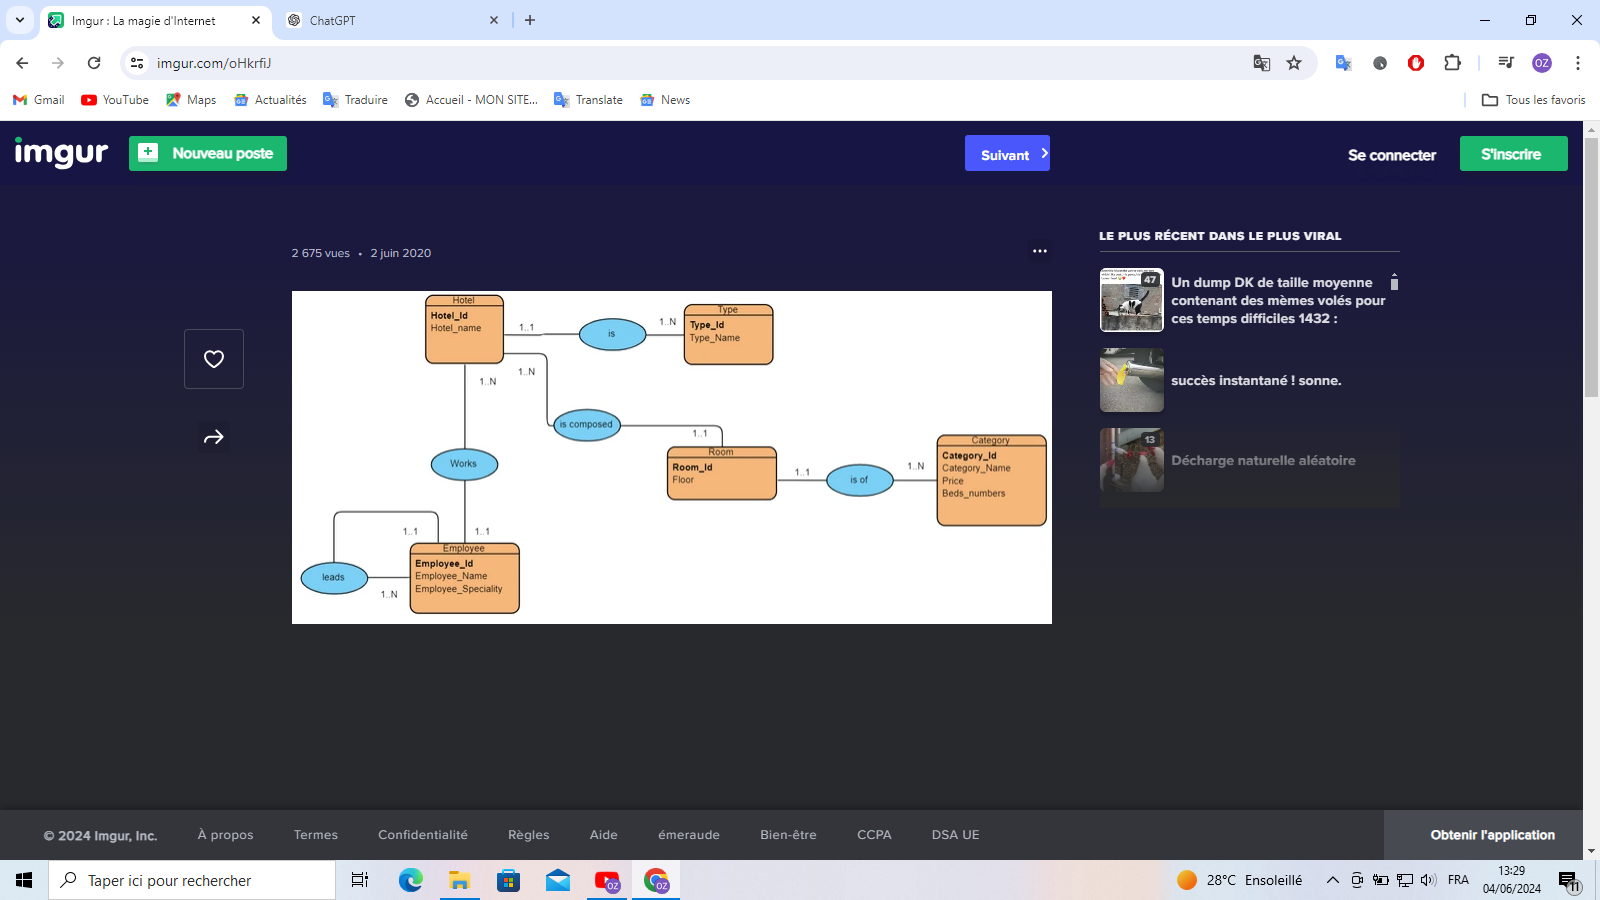 Imgur : La magie d'Internet
ChatGPT
imgur.com/oHkrfiJ
OZ
Gmail
YouTube
Maps
Actualités
Traduire
Accueil - MON SITE...
Translate
News
Tous les favoris
imgur
Nouveau poste
Suivant
Se connecter
S'inscrire
2 675 vues • 2 juin 2020
LE PLUS RÉCENT DANS LE PLUS VIRAL
47
Un dump DK de taille moyenne
contenant des mèmes volés pour
ces temps difficiles 1432 :
succès instantané ! sonne.
13
Décharge naturelle aléatoire
Hotel
Hotel_Id
Hotel_name
1..1
is
1..N
Type
Type_Id
Type_Name
1..N
1..N
is composed
1..1
Room
Room_Id
Floor
1..1
is of
1..N
Category
Category_Id
Category_Name
Price
Beds_numbers
Works
1..1
1..1
Employee
Employee_Id
Employee_Name
Employee_Speciality
leads
1..N
© 2024 Imgur, Inc.
À propos
Termes
Confidentialité
Règles
Aide
émeraude
Bien-être
CCPA
DSA UE
Obtenir l'application
Taper ici pour rechercher
OZ
OZ
28°C Ensoleillé
FRA
13:29
04/06/2024
11